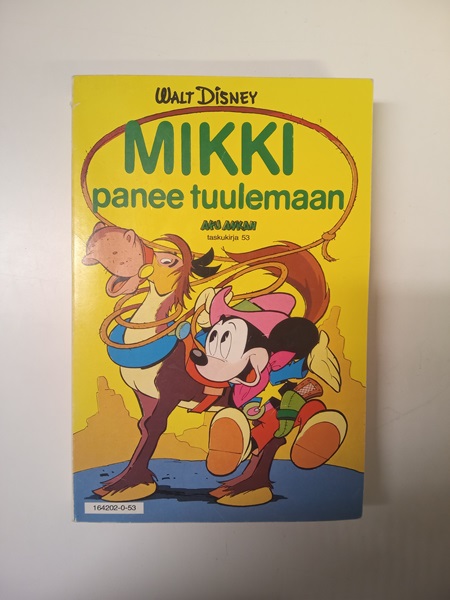 WALT DISNEY
MIKKI
panee tuulemaan
AKU ANKAN
taskukirja 53
164202-0-53